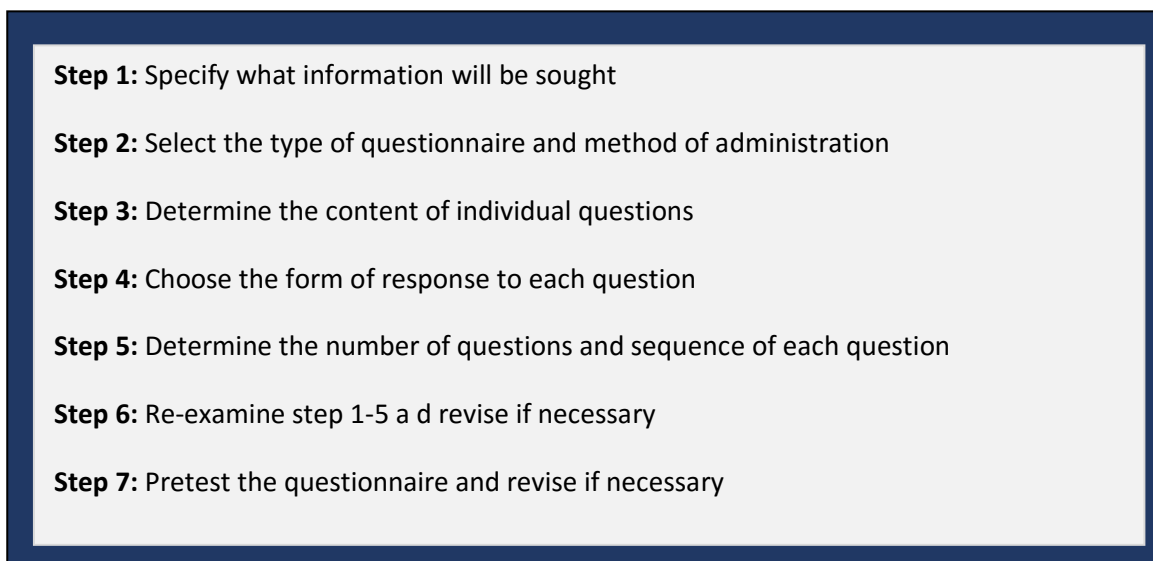 Step 1: Specify what information will be sought
Step 2: Select the type of questionnaire and method of administration
Step 3: Determine the content of individual questions
Step 4: Choose the form of response to each question
Step 5: Determine the number of questions and sequence of each question
Step 6: Re-examine step 1-5 a d revise if necessary
Step 7: Pretest the questionnaire and revise if necessary